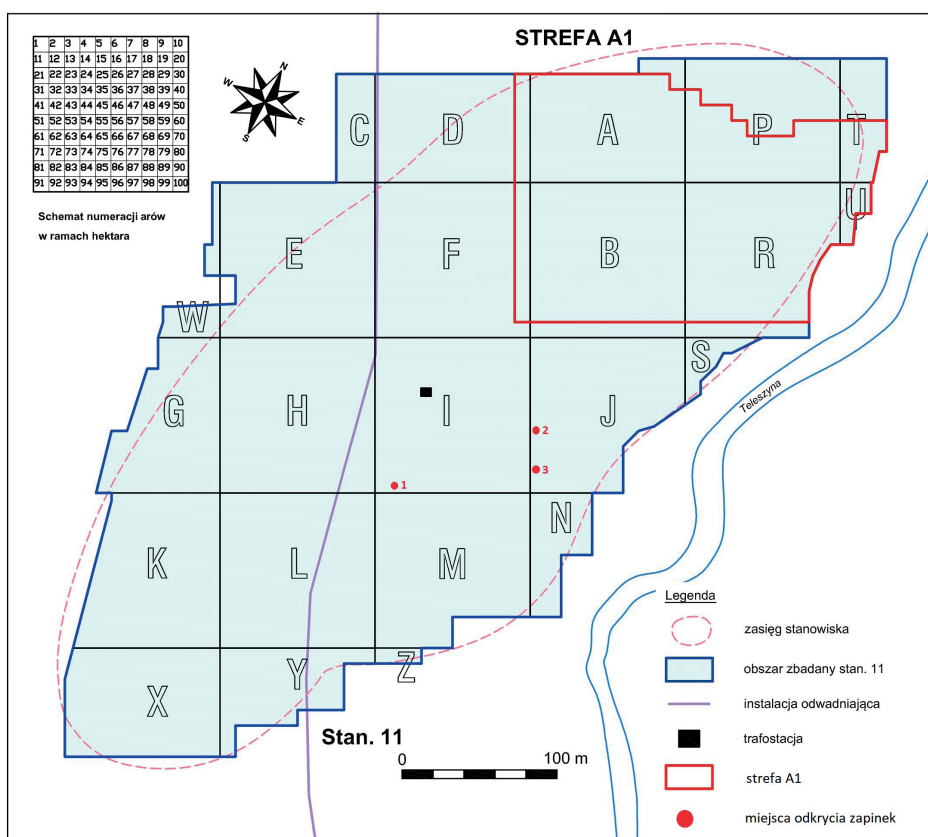 STREFA A1
1 2 3 4 5 6 7 8 9 10
11 12 13 14 15 16 17 18 19 20
21 22 23 24 25 26 27 28 29 30
31 32 33 34 35 36 37 38 39 40
41 42 43 44 45 46 47 48 49 50
51 52 53 54 55 56 57 58 59 60
61 62 63 64 65 66 67 68 69 70
71 72 73 74 75 76 77 78 79 80
81 82 83 84 85 86 87 88 89 90
91 92 93 94 95 96 97 98 99 100
N
W
E
S
Schemat numeracji arów
w ramach hektara
C D A P T
U
E F B R
W
S
G H I J
2
3
1
Teleszyna
N
K L M
Y Z
X
Stan. 11
0 100 m
Legenda
zasięg stanowiska
obszar zbadany stan. 11
instalacja odwadniająca
trafostacja
strefa A1
miejsca odkrycia zapinek